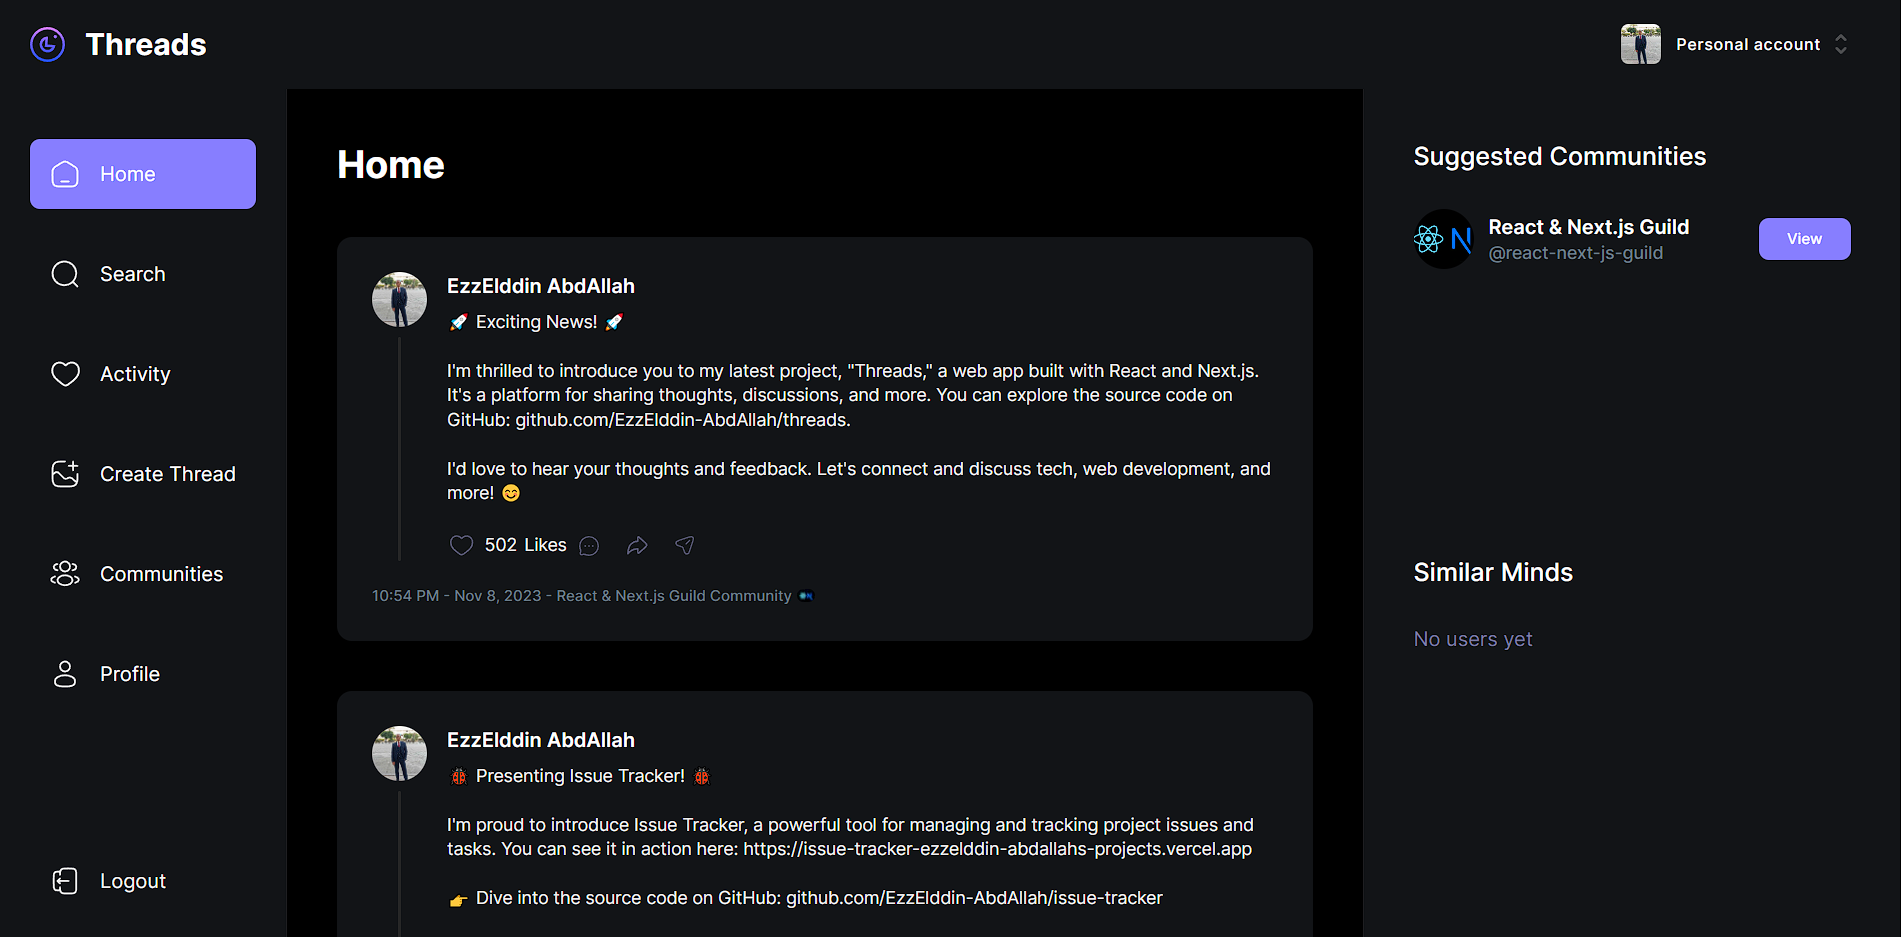 Threads
Personal account
Home
Search
Activity
Create Thread
Communities
Profile
Logout
Home
EzzElddin AbdAllah
🚀 Exciting News! 🚀
I'm thrilled to introduce you to my latest project, "Threads," a web app built with React and Next.js.
It's a platform for sharing thoughts, discussions, and more. You can explore the source code on
GitHub: github.com/EzzElddin-AbdAllah/threads.
I'd love to hear your thoughts and feedback. Let's connect and discuss tech, web development, and
more! 😊
502 Likes
10:54 PM - Nov 8, 2023 - React & Next.js Guild Community
EzzElddin AbdAllah
🐞 Presenting Issue Tracker! 🐞
I'm proud to introduce Issue Tracker, a powerful tool for managing and tracking project issues and
tasks. You can see it in action here: https://issue-tracker-ezzelddin-abdallahs-projects.vercel.app
👉 Dive into the source code on GitHub: github.com/EzzElddin-AbdAllah/issue-tracker
Suggested Communities
N
React & Next.js Guild
@react-next-js-guild
View
Similar Minds
No users yet